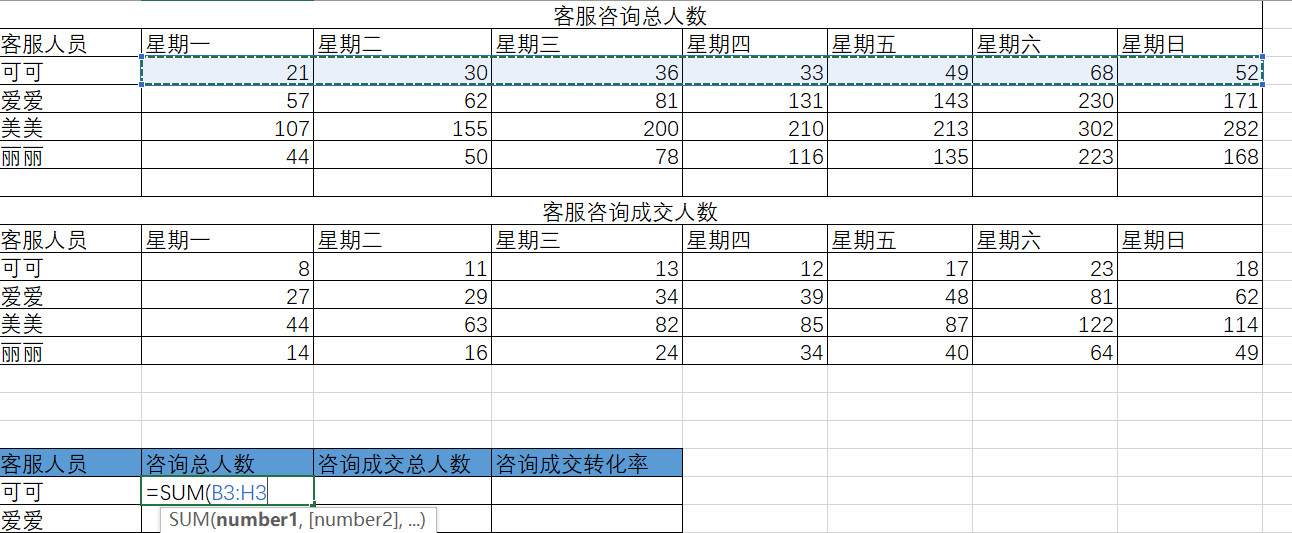 客服咨询总人数
客服人员 星期一 星期二 星期三 星期四 星期五 星期六 星期日
可可 21 30 36 33 49 68 52
爱爱 57 62 81 131 143 230 171
美美 107 155 200 210 213 302 282
丽丽 44 50 78 116 135 223 168
客服咨询成交人数
客服人员 星期一 星期二 星期三 星期四 星期五 星期六 星期日
可可 8 11 13 12 17 23 18
爱爱 27 29 34 39 48 81 62
美美 44 63 82 85 87 122 114
丽丽 14 16 24 34 40 64 49
客服人员 咨询总人数 咨询成交总人数 咨询成交转化率
可可 =SUM(B3:H3
爱爱 SUM(number1, [number2], ...)